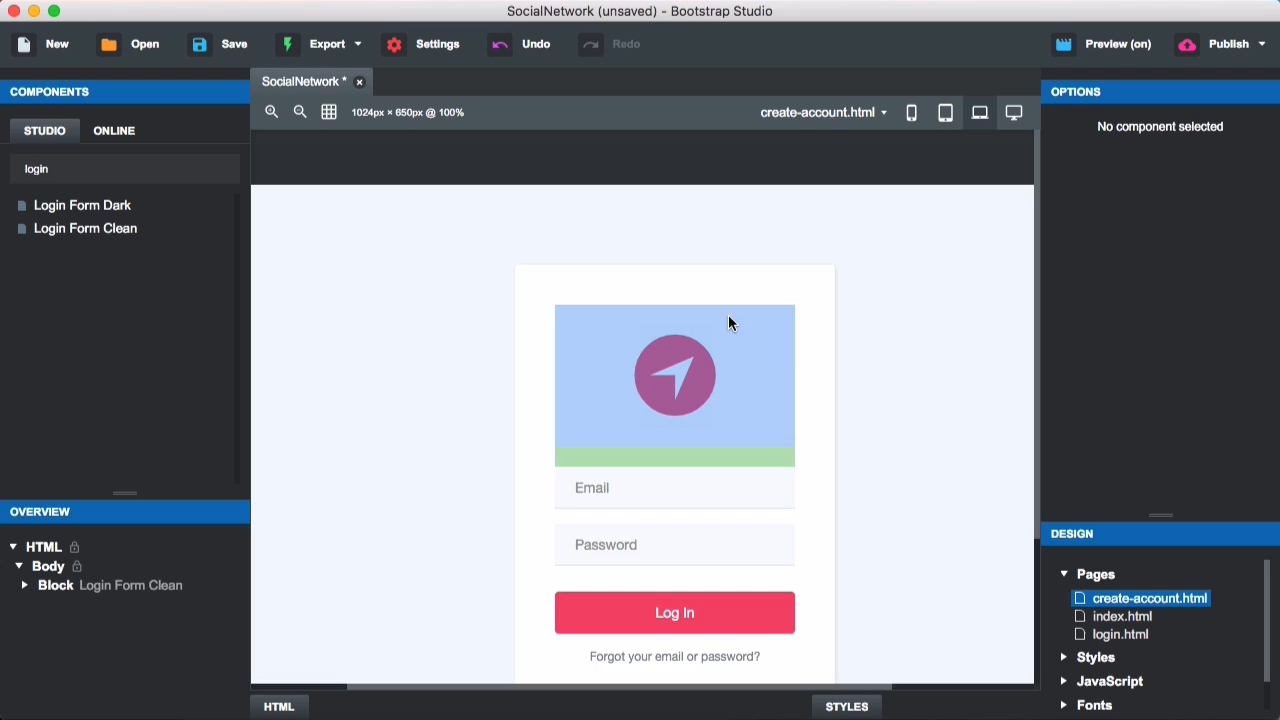 SocialNetwork (unsaved) - Bootstrap Studio
New Open Save Export Settings Undo Redo Preview (on) Publish
COMPONENTS
SocialNetwork *
OPTIONS
1024px × 650px @ 100%
create-account.html
No component selected
STUDIO ONLINE
login
Login Form Dark
Login Form Clean
Email
Password
Log In
Forgot your email or password?
OVERVIEW
HTML
Body
Block Login Form Clean
DESIGN
Pages
create-account.html
index.html
login.html
Styles
JavaScript
Fonts
HTML
STYLES